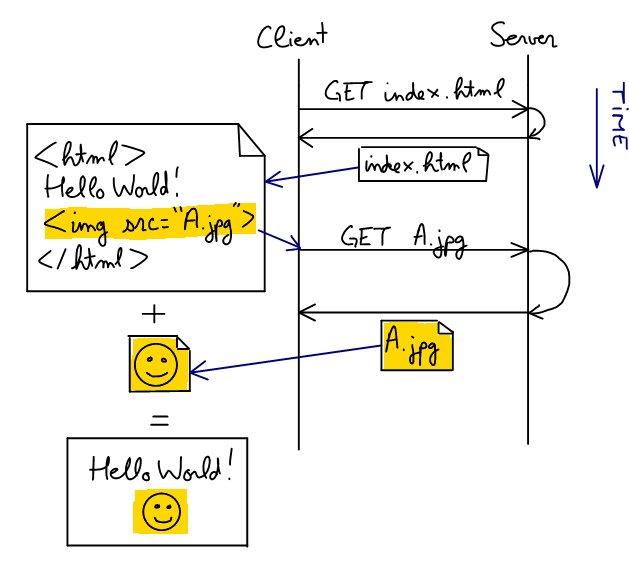 Client
Server
GET index.html
TIME
<html>
Hello World!
<img src="A.jpg">
</html>
index.html
GET A.jpg
+
A.jpg
=
Hello World!